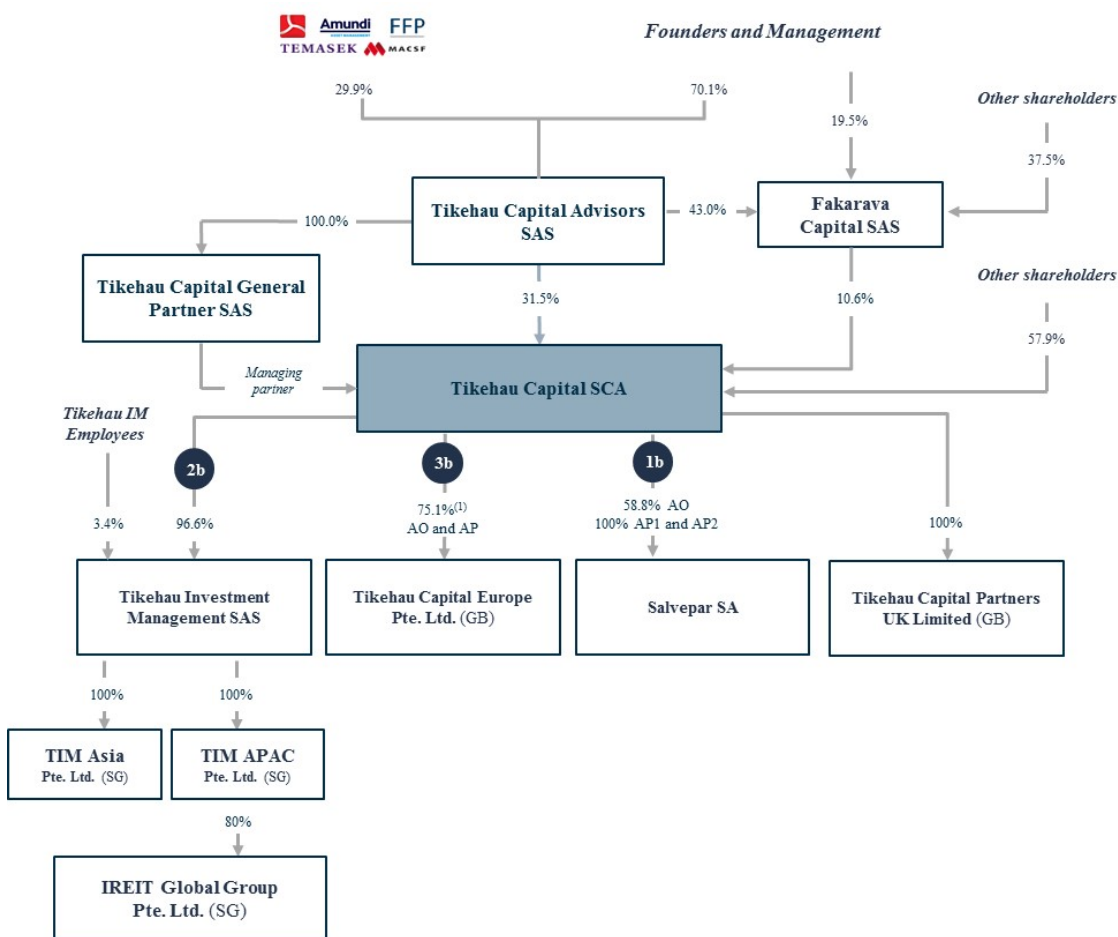 Amundi
ASSET MANAGEMENT
FFP
TEMASEK
MACSF
Founders and Management
29.9%
70.1%
19.5%
Other shareholders
37.5%
Tikehau Capital Advisors
SAS
43.0%
Fakarava
Capital SAS
100.0%
Tikehau Capital General
Partner SAS
31.5%
10.6%
Other shareholders
57.9%
Managing
partner
Tikehau Capital SCA
Tikehau IM
Employees
2b
3b
1b
3.4%
96.6%
75.1%(1)
AO and AP
58.8% AO
100% AP1 and AP2
100%
Tikehau Investment
Management SAS
Tikehau Capital Europe
Pte. Ltd. (GB)
Salvepar SA
Tikehau Capital Partners
UK Limited (GB)
100%
100%
TIM Asia
Pte. Ltd. (SG)
TIM APAC
Pte. Ltd. (SG)
80%
IREIT Global Group
Pte. Ltd. (SG)